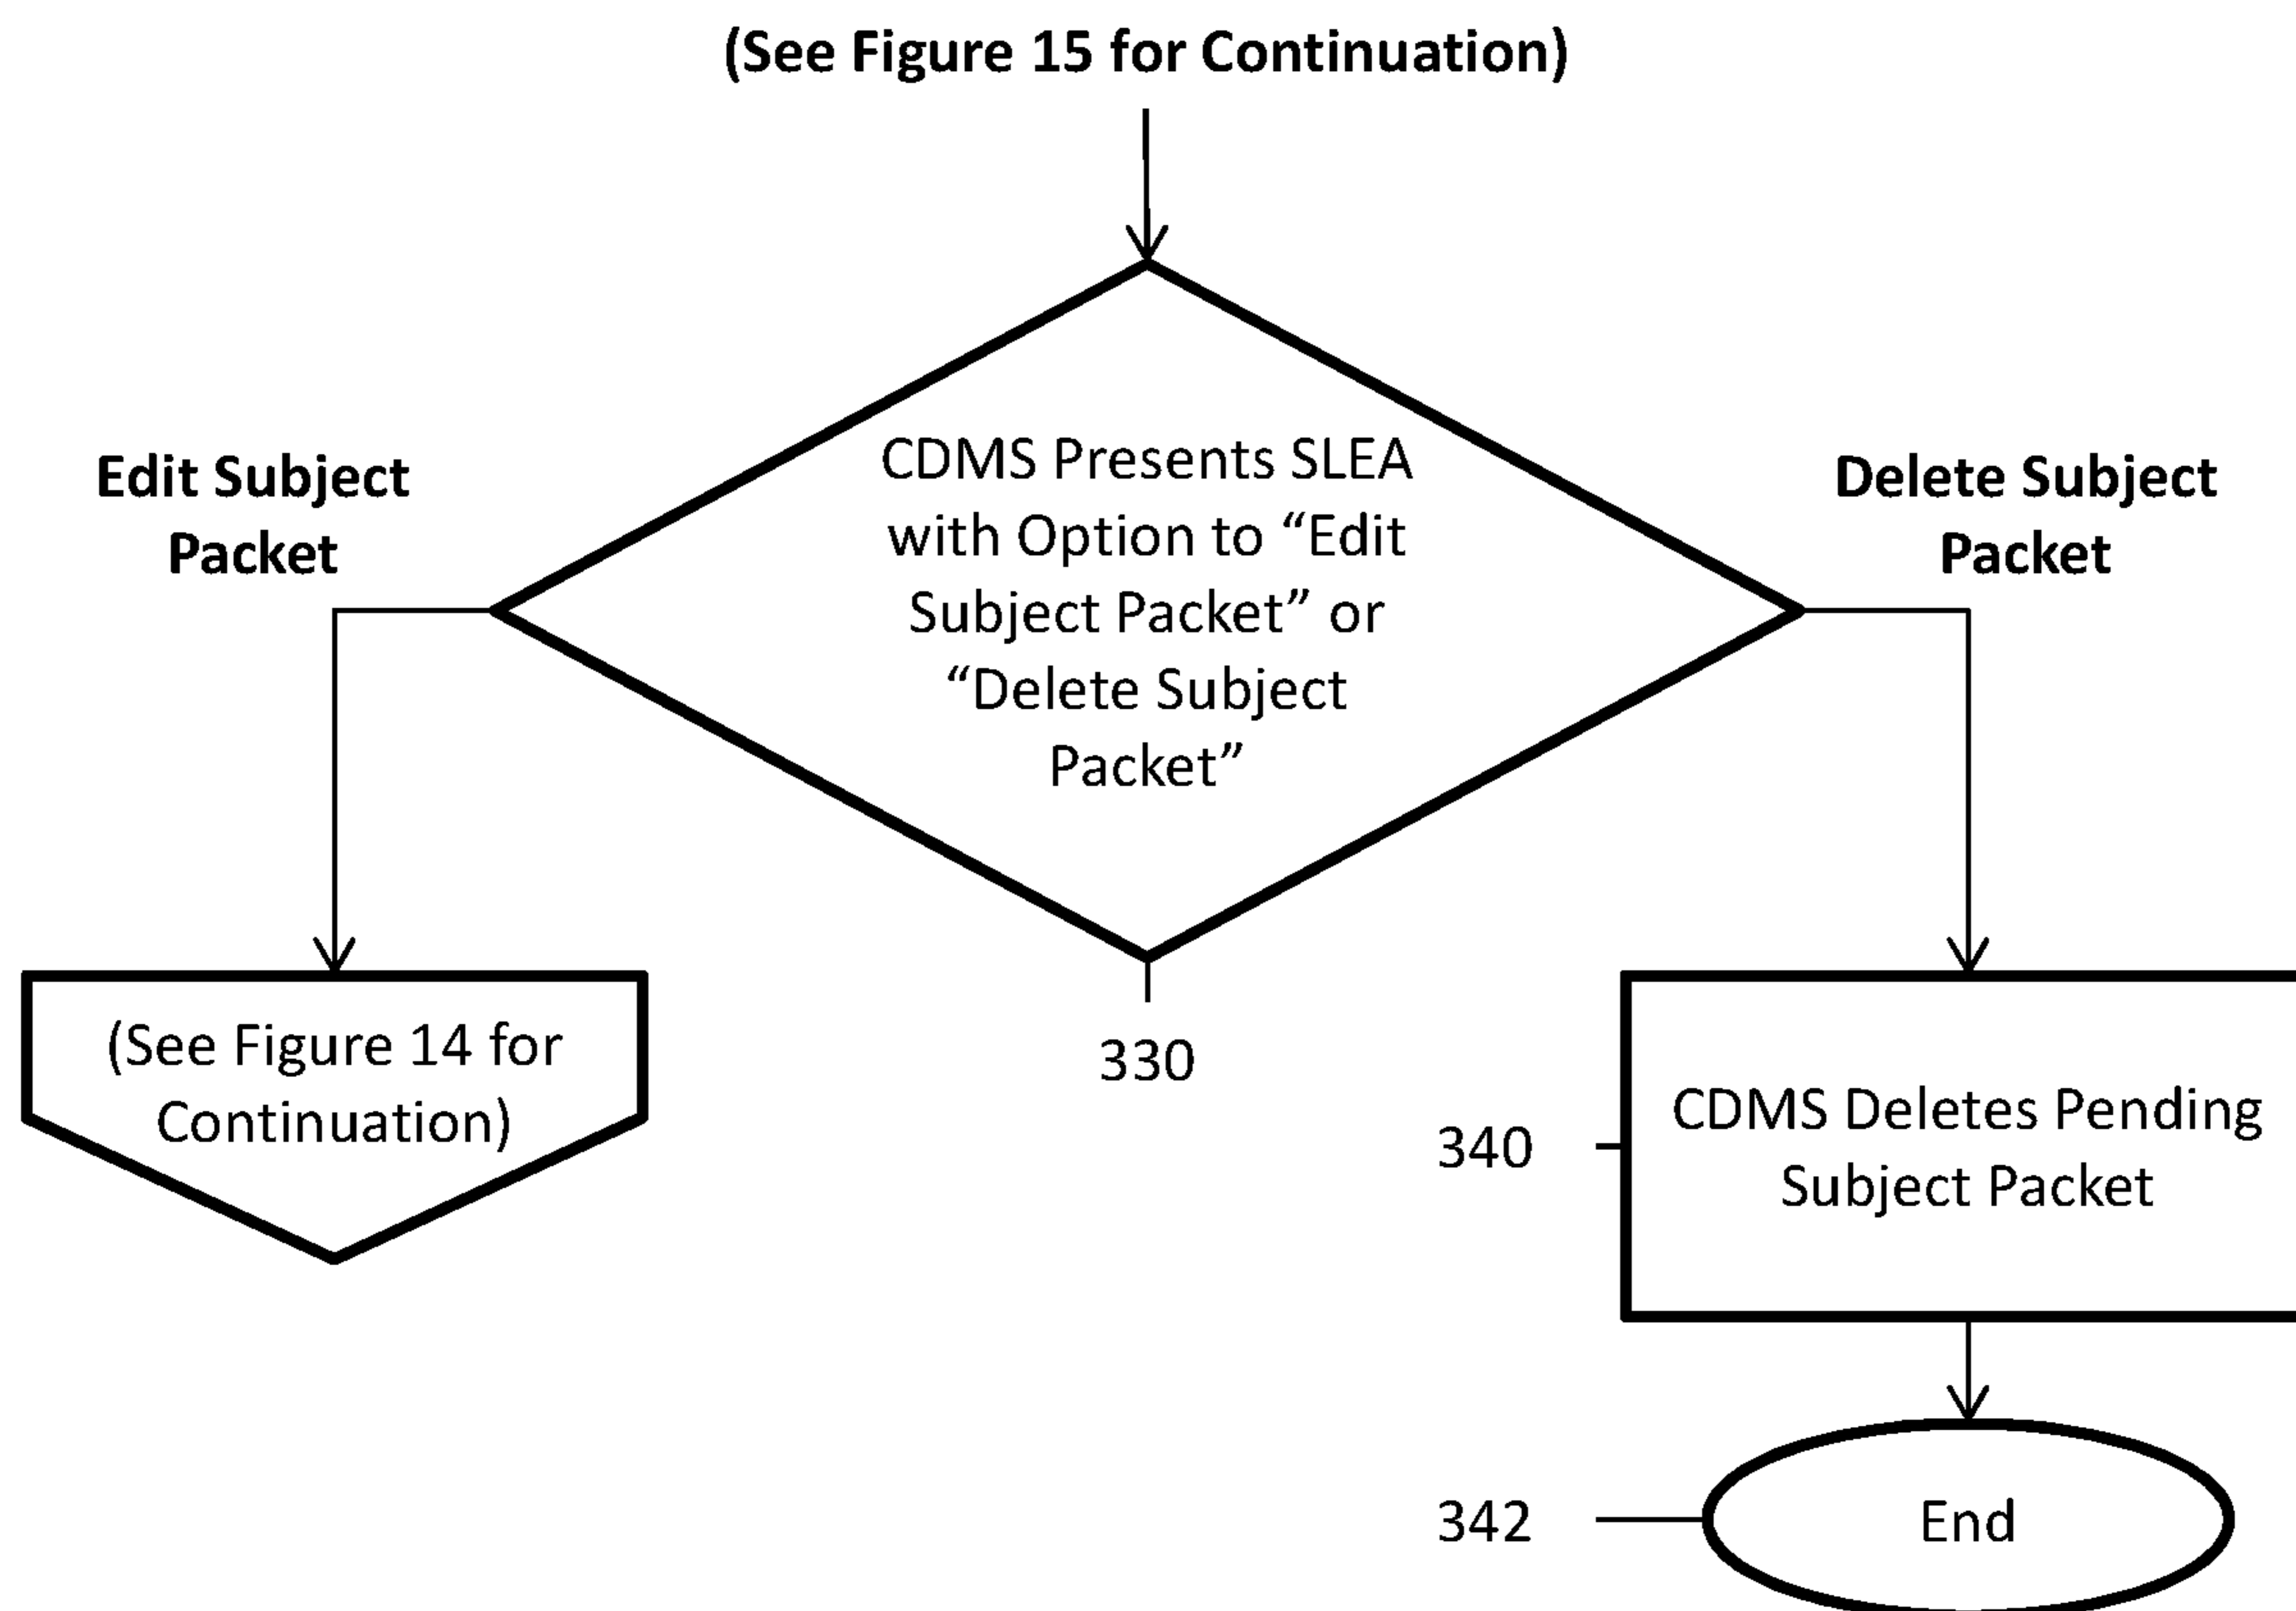 (See Figure 15 for Continuation)
Edit Subject
Packet
CDMS Presents SLEA
with Option to “Edit
Subject Packet” or
“Delete Subject
Packet”
Delete Subject
Packet
(See Figure 14 for
Continuation)
330
340
CDMS Deletes Pending
Subject Packet
342
End